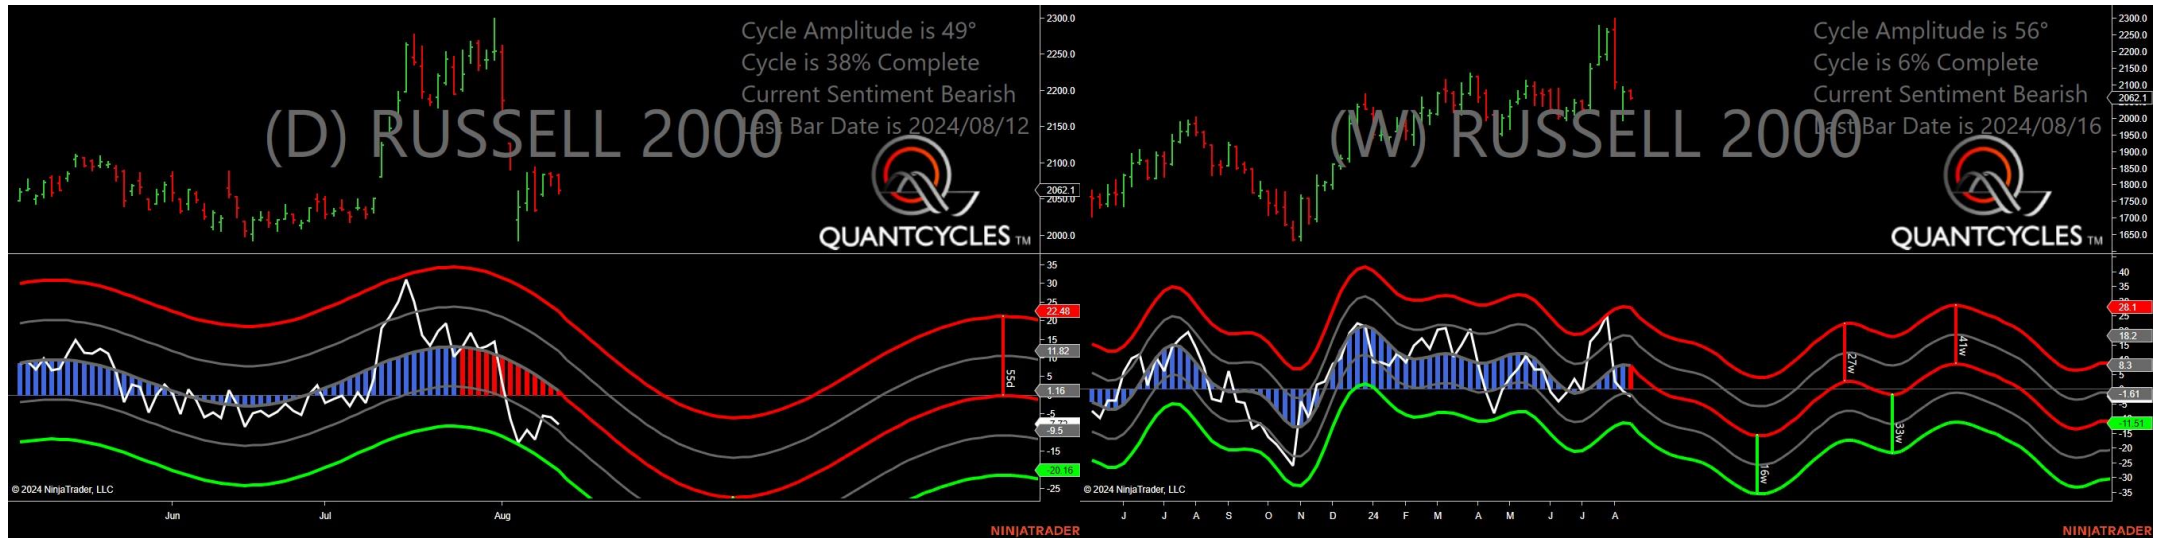 Cycle Amplitude is 49°
Cycle is 38% Complete
Current Sentiment Bearish
Last Bar Date is 2024/08/12
(D) RUSSELL 2000
QUANTCYCLES TM
2300.0
2250.0
2200.0
2150.0
2100.0
2062.1
2050.0
2000.0
35
30
22.48
20
11.82
1.16
-5
-9.5
-15
-20.16
-25
55d
© 2024 NinjaTrader, LLC
Jun
Jul
Aug
NINJATRADER
Cycle Amplitude is 56°
Cycle is 6% Complete
Current Sentiment Bearish
Last Bar Date is 2024/08/16
(W) RUSSELL 2000
QUANTCYCLES TM
2300.0
2250.0
2200.0
2150.0
2100.0
2062.1
2000.0
1950.0
1900.0
1850.0
1800.0
1750.0
1700.0
1650.0
40
35
28.1
25
18.2
15
8.3
5
-1.61
-5
-11.51
-15
-20
-25
-30
-35
16w
27w
33w
41w
© 2024 NinjaTrader, LLC
J
J
A
S
O
N
D
24
F
M
A
M
J
J
A
NINJATRADER